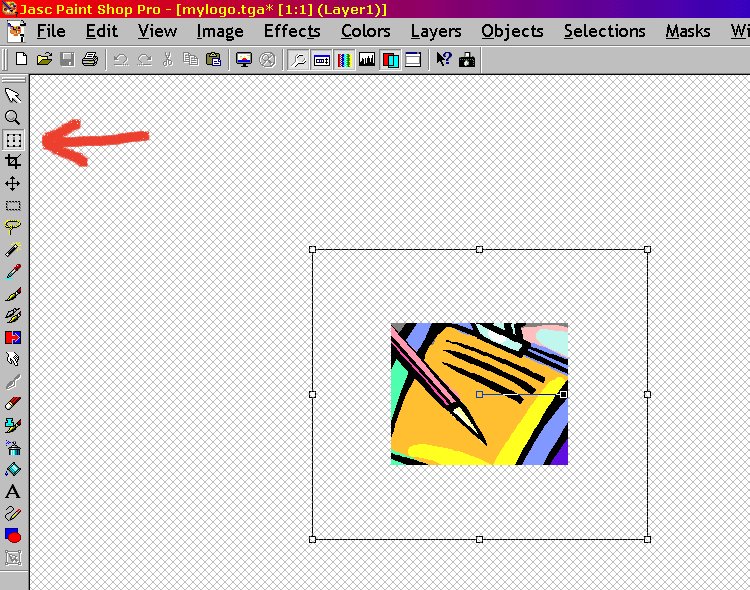 Jasc Paint Shop Pro - [mylogo.tga* [1:1] (Layer1)]
File Edit View Image Effects Colors Layers Objects Selections Masks Wi
A